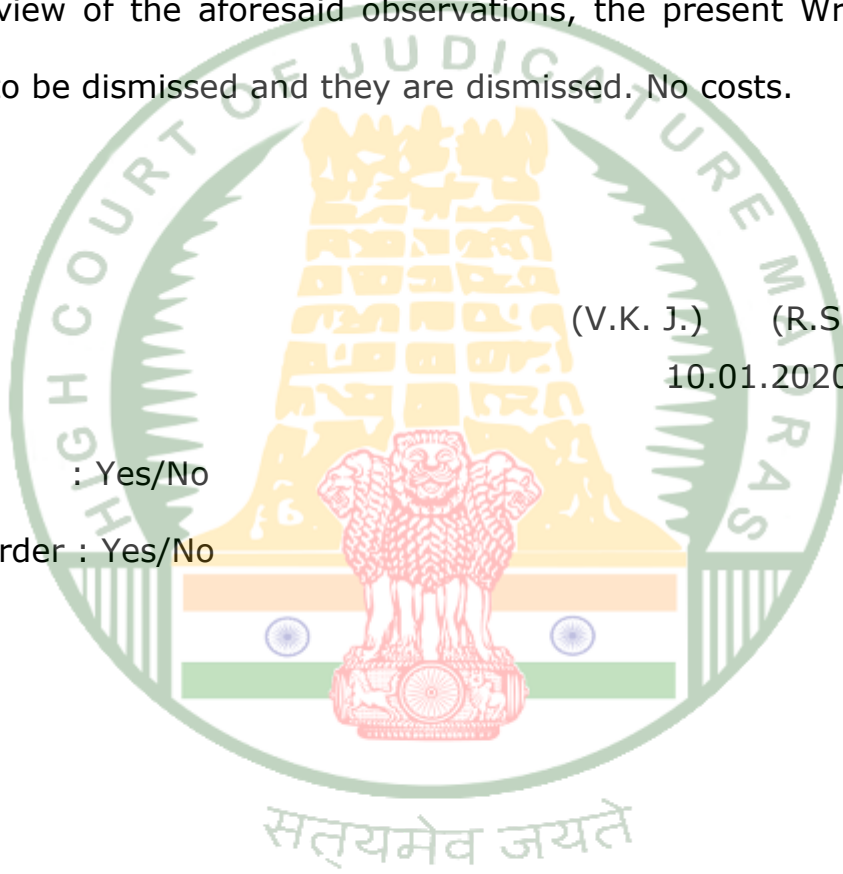 view of the aforesaid observations, the present Wr
to be dismissed and they are dismissed. No costs.
(V.K. J.) (R.S
10.01.2020
: Yes/No
rder : Yes/No
HIGH COURT OF JUDICATURE MADRAS
सत्यमेव जयते